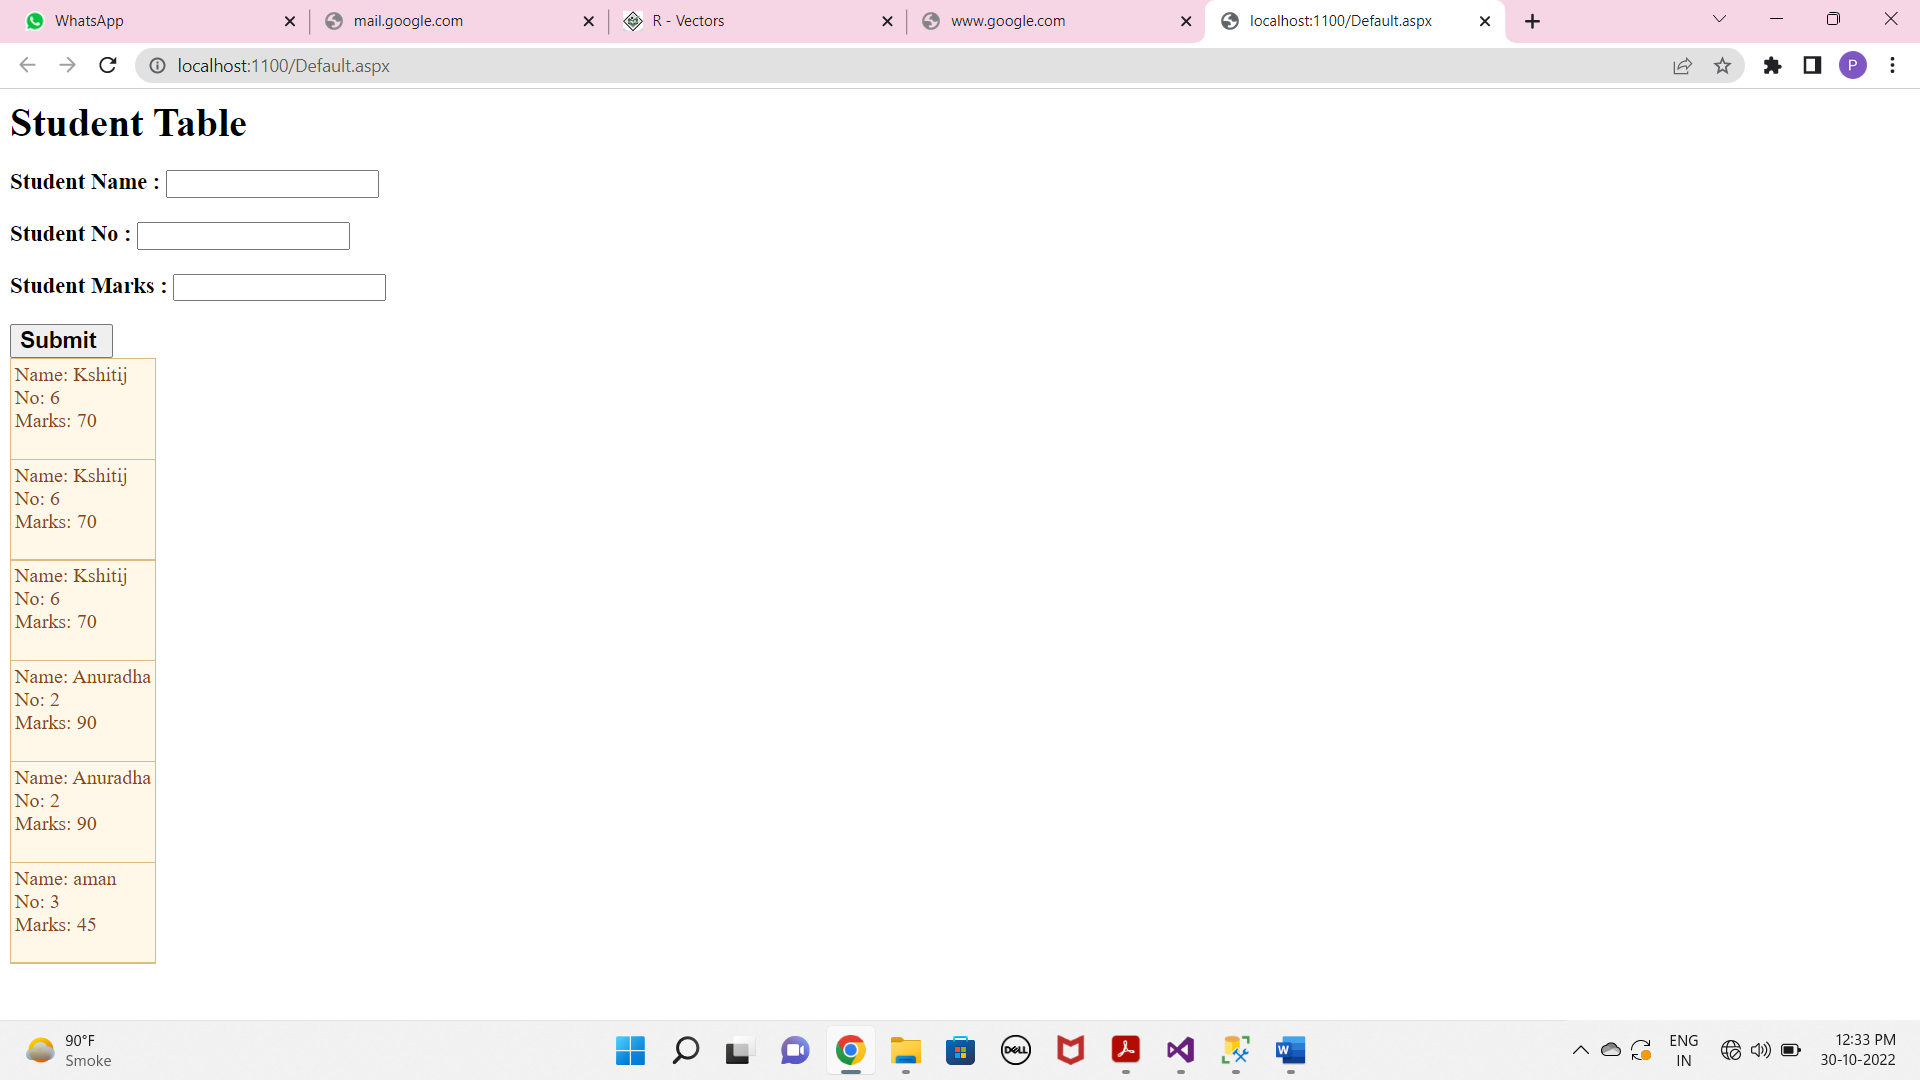 WhatsApp
mail.google.com
R - Vectors
www.google.com
localhost:1100/Default.aspx
localhost:1100/Default.aspx
P
Student Table
Student Name :
Student No :
Student Marks :
Submit
Name: Kshitij
No: 6
Marks: 70
Name: Kshitij
No: 6
Marks: 70
Name: Kshitij
No: 6
Marks: 70
Name: Anuradha
No: 2
Marks: 90
Name: Anuradha
No: 2
Marks: 90
Name: aman
No: 3
Marks: 45
90°F
Smoke
DELL
W
ENG
IN
12:33 PM
30-10-2022